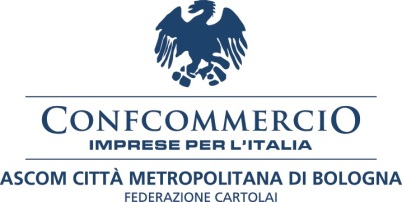 CONFCOMMERCIO
IMPRESE PER L'ITALIA
ASCOM CITTÀ METROPOLITANA DI BOLOGNA
FEDERAZIONE CARTOLAI